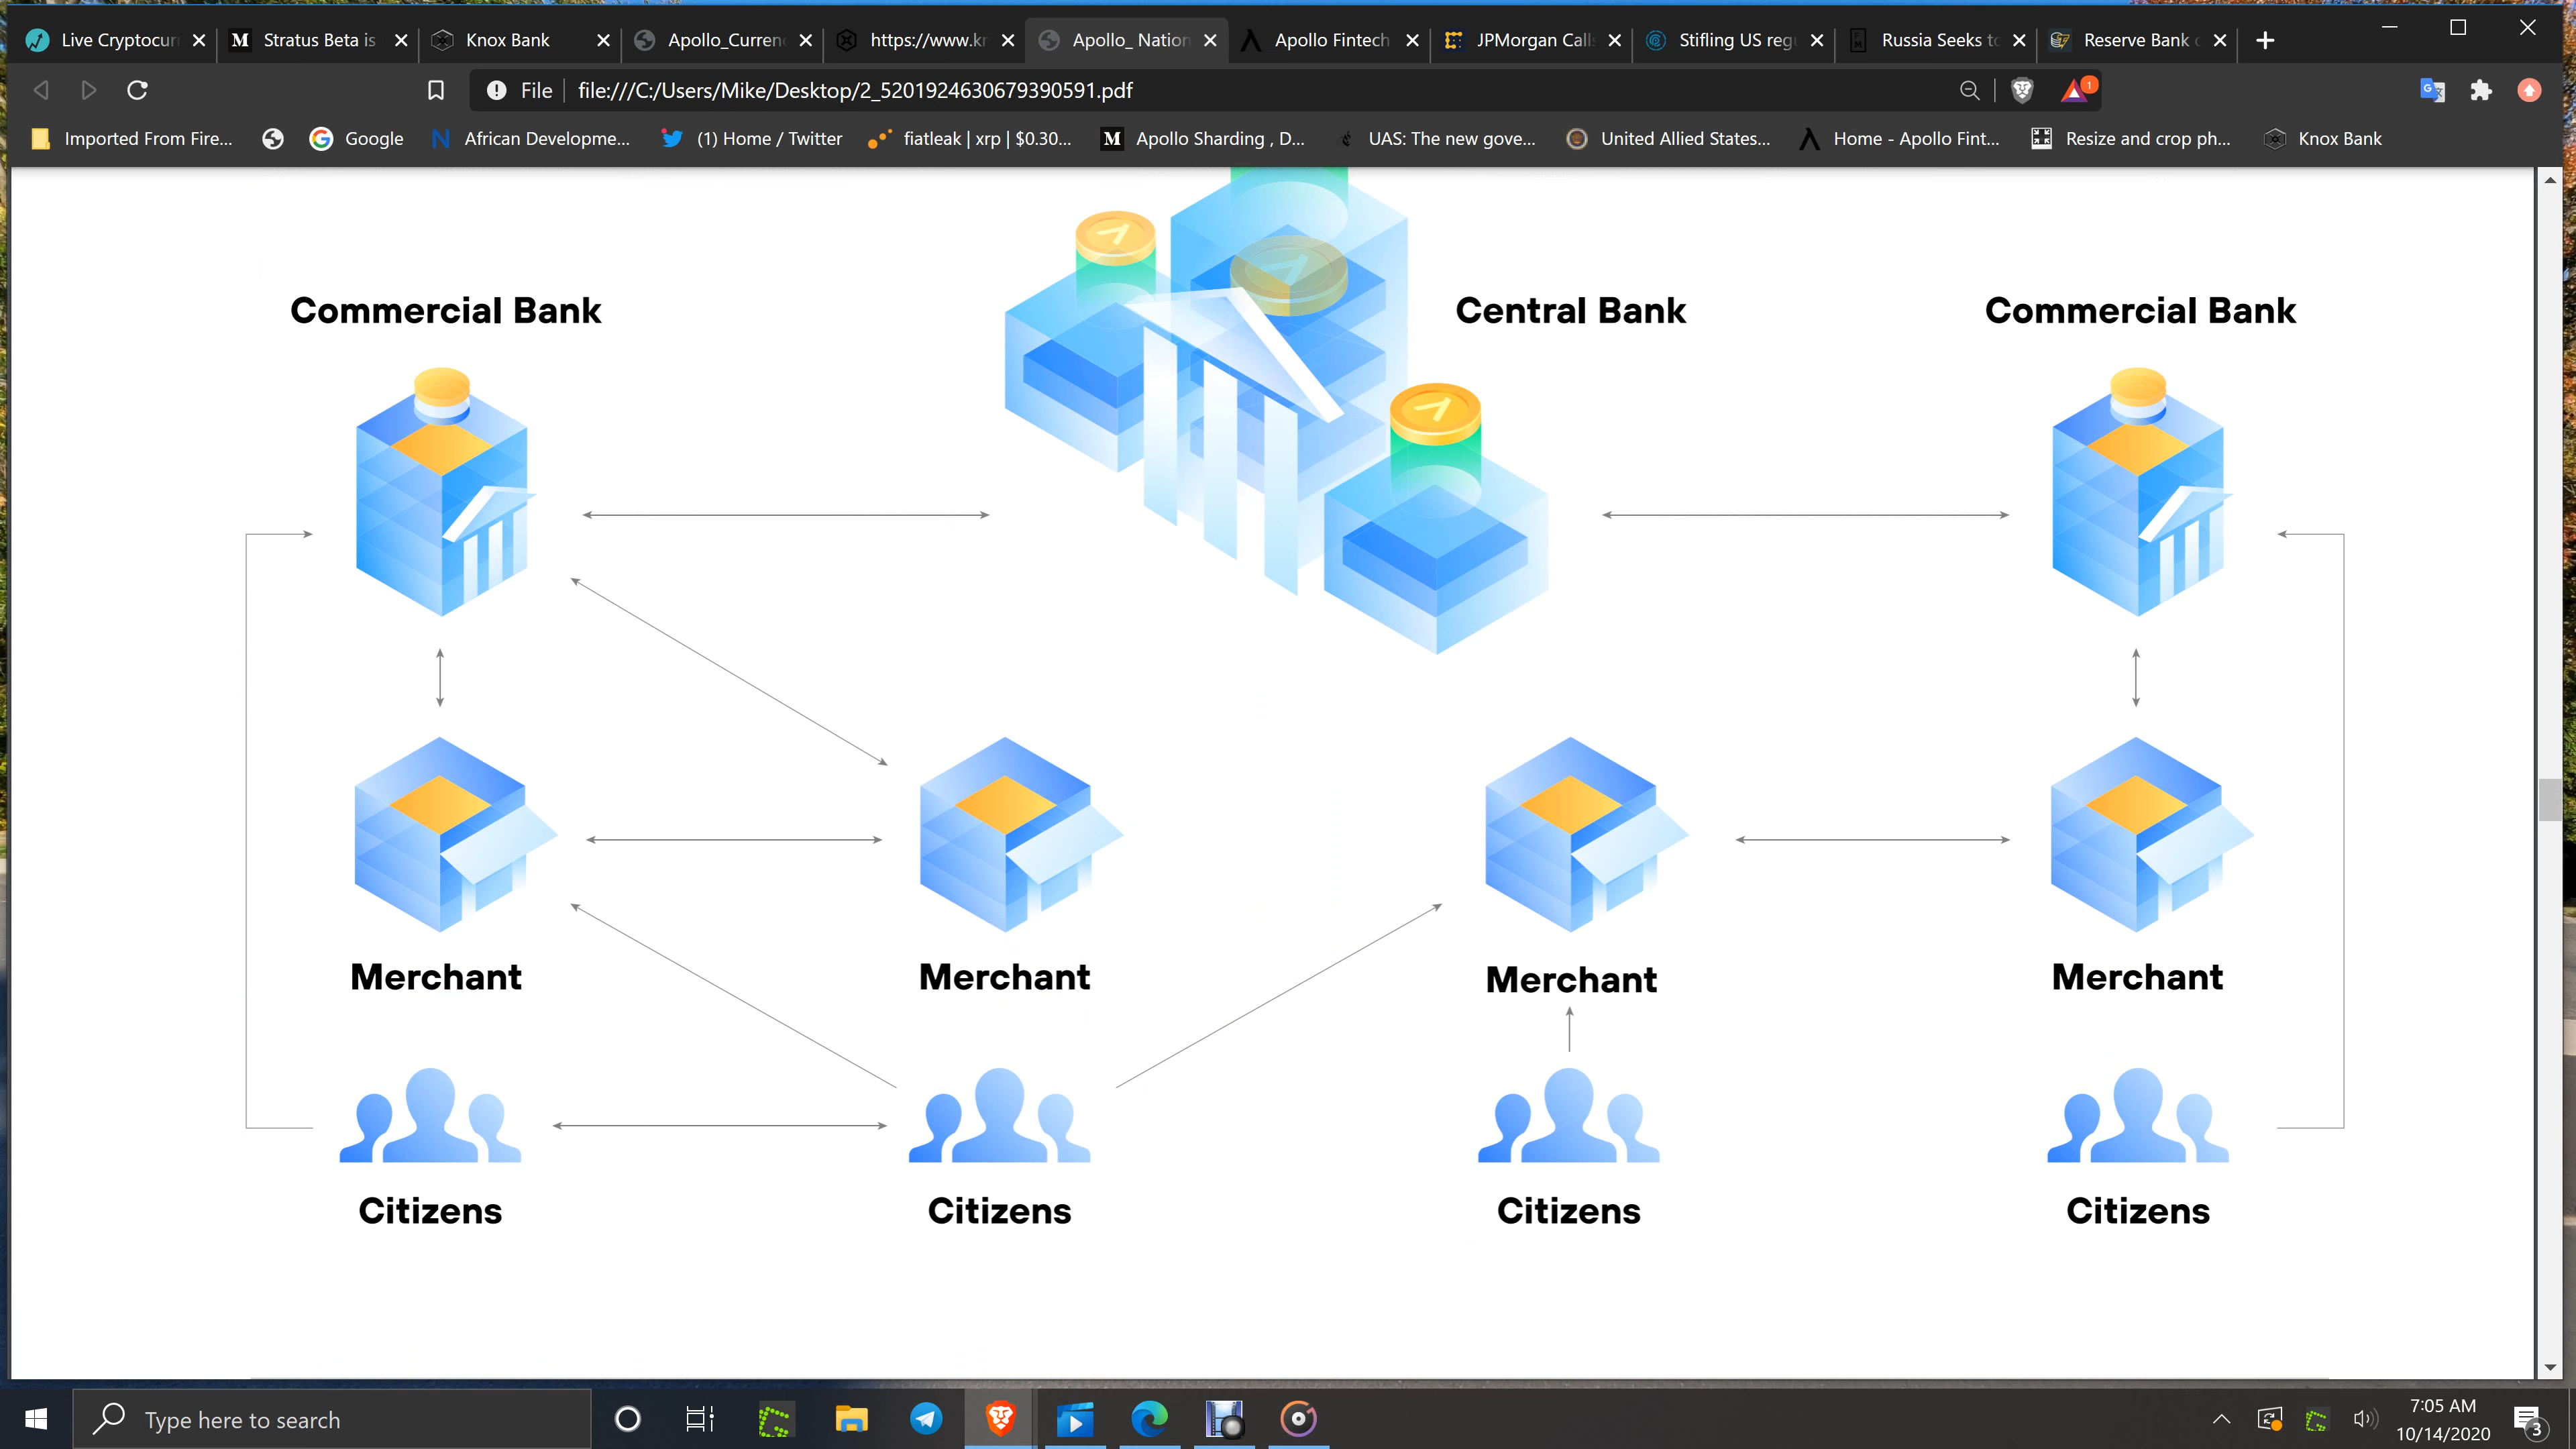 Live Cryptocur
Stratus Beta is
Knox Bank
Apollo_Curren
https://www.kr
Apollo_ Nation
Apollo Fintech
JPMorgan Call
Stifling US regu
Russia Seeks to
Reserve Bank
File
file:///C:/Users/Mike/Desktop/2_5201924630679390591.pdf
1
Imported From Fire...
Google
African Developme...
(1) Home / Twitter
fiatleak | xrp | $0.30...
Apollo Sharding , D...
UAS: The new gove...
United Allied States...
Home - Apollo Fint...
Resize and crop ph...
Knox Bank
Commercial Bank
Central Bank
Commercial Bank
Merchant
Merchant
Merchant
Merchant
Citizens
Citizens
Citizens
Citizens
Type here to search
7:05 AM
10/14/2020
3